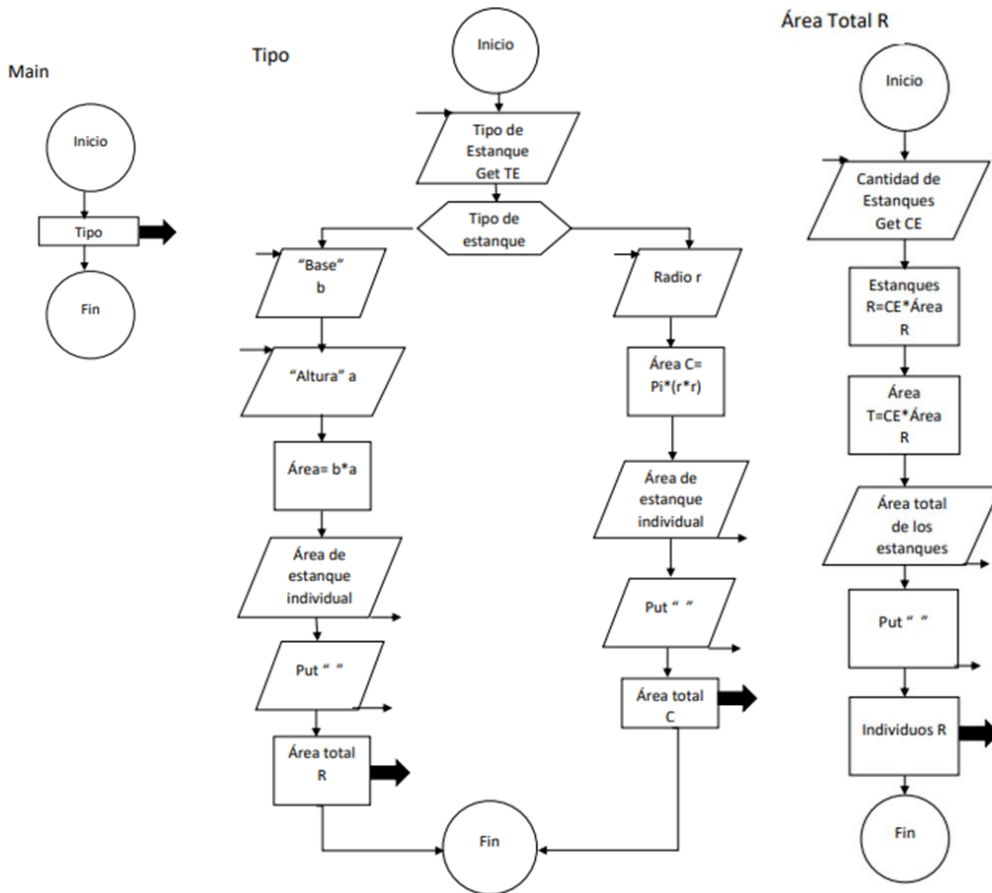 Main
Inicio
Tipo
Fin
Tipo
Inicio
Tipo de
Estanque
Get TE
Tipo de
estanque
“Base”
b
“Altura” a
Área= b*a
Área de
estanque
individual
Put “ ”
Área total
R
Radio r
Área C=
Pi*(r*r)
Área de
estanque
individual
Put “ ”
Área total
C
Fin
Área Total R
Inicio
Cantidad de
Estanques
Get CE
Estanques
R=CE*Área
R
Área
T=CE*Área
R
Área total
de los
estanques
Put “ ”
Individuos R
Fin